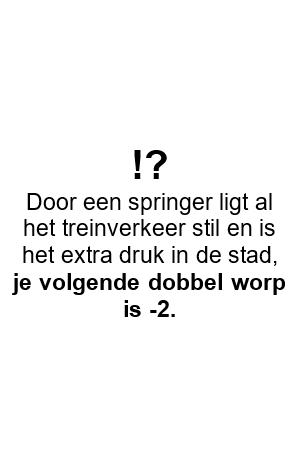 !?
Door een springer ligt al
het treinverkeer stil en is
het extra druk in de stad,
je volgende dobbel worp
is -2.